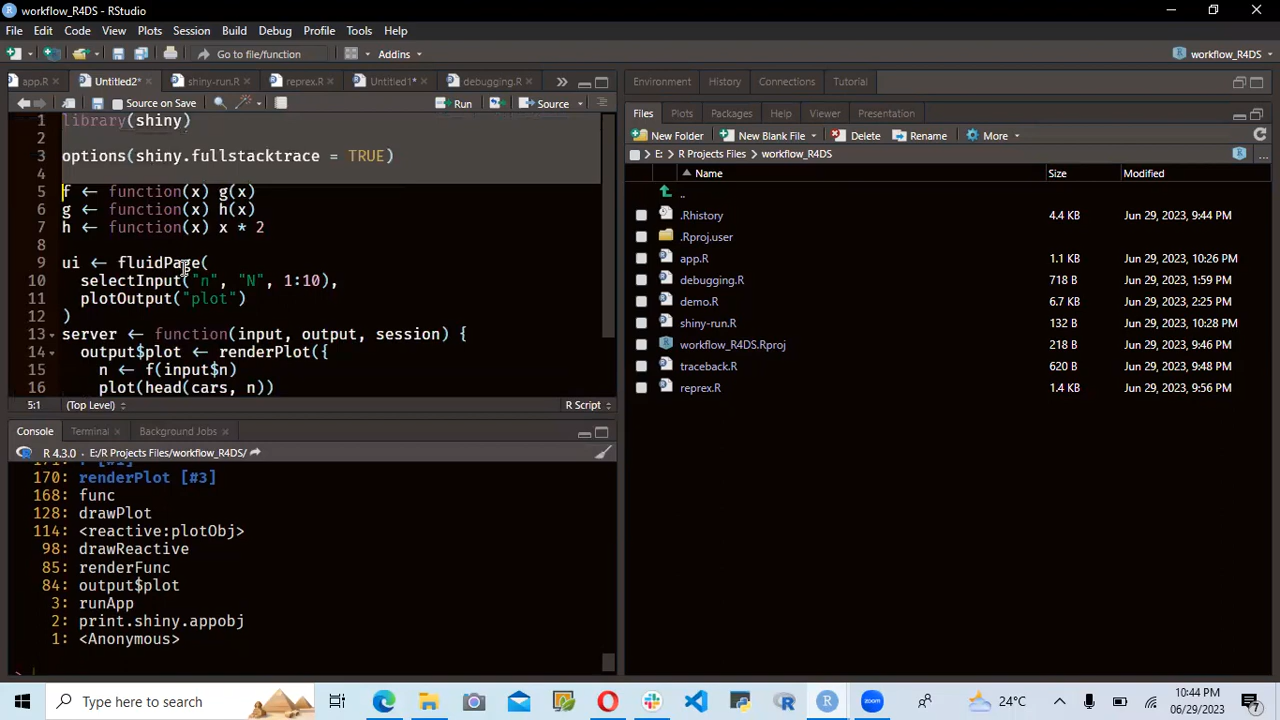 workflow_R4DS - RStudio
File Edit Code View Plots Session Build Debug Profile Tools Help
Go to file/function Addins workflow_R4DS
app.R Untitled2* shiny-run.R reprex.R Untitled1* debugging.R
Source on Save Run Source
1 library(shiny)
2
3 options(shiny.fullstacktrace = TRUE)
4
5 f ← function(x) g(x)
6 g ← function(x) h(x)
7 h ← function(x) x * 2
8
9 ui ← fluidPage(
10 selectInput("n", "N", 1:10),
11 plotOutput("plot")
12 )
13 server ← function(input, output, session) {
14 output$plot ← renderPlot({
15 n ← f(input$n)
16 plot(head(cars, n))
5:1 (Top Level) R Script
Console Terminal Background Jobs
R 4.3.0 · E:/R Projects Files/workflow_R4DS/
170: renderPlot [#3]
168: func
128: drawPlot
114: <reactive:plotObj>
98: drawReactive
85: renderFunc
84: output$plot
3: runApp
2: print.shiny.appobj
1: <Anonymous>
Environment History Connections Tutorial
Files Plots Packages Help Viewer Presentation
New Folder New Blank File Delete Rename More
E: R Projects Files workflow_R4DS ...
Name Size Modified
..
.Rhistory 4.4 KB Jun 29, 2023, 9:44 PM
.Rproj.user
app.R 1.1 KB Jun 29, 2023, 10:26 PM
debugging.R 718 B Jun 29, 2023, 1:59 PM
demo.R 6.7 KB Jun 29, 2023, 2:25 PM
shiny-run.R 132 B Jun 29, 2023, 10:28 PM
workflow_R4DS.Rproj 218 B Jun 29, 2023, 9:46 PM
traceback.R 620 B Jun 29, 2023, 9:48 PM
reprex.R 1.4 KB Jun 29, 2023, 9:56 PM
Type here to search
24°C
10:44 PM
06/29/2023
7